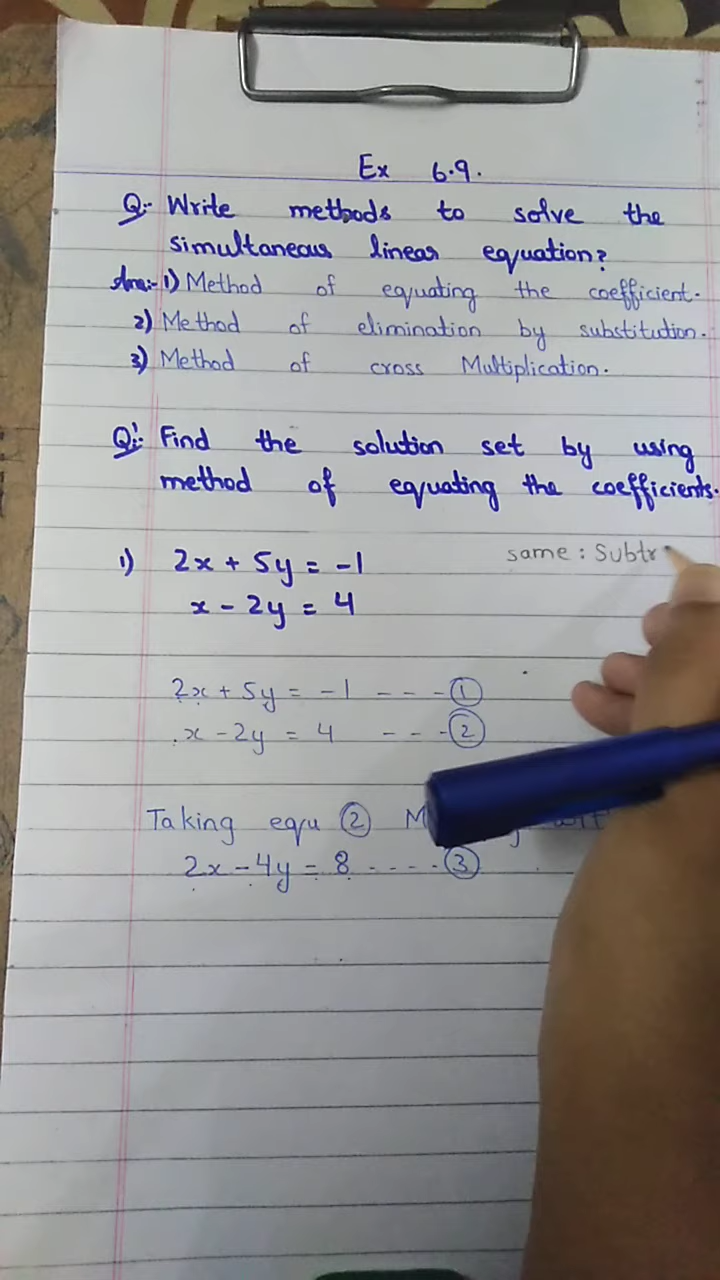 Ex 6.9.
Q:- Write methods to solve the
simultaneous linear equation?
Ans:- 1) Method of equating the coefficient.
2) Method of elimination by substitution.
3) Method of cross Multiplication.
Q1: Find the solution set by using
method of equating the coefficients.
1) 2x + 5y = -1
same: Subtr
x - 2y = 4
2x + 5y = -1 --- ①
x - 2y = 4 --- ②
Taking equ ②
2x - 4y = 8 ---- ③